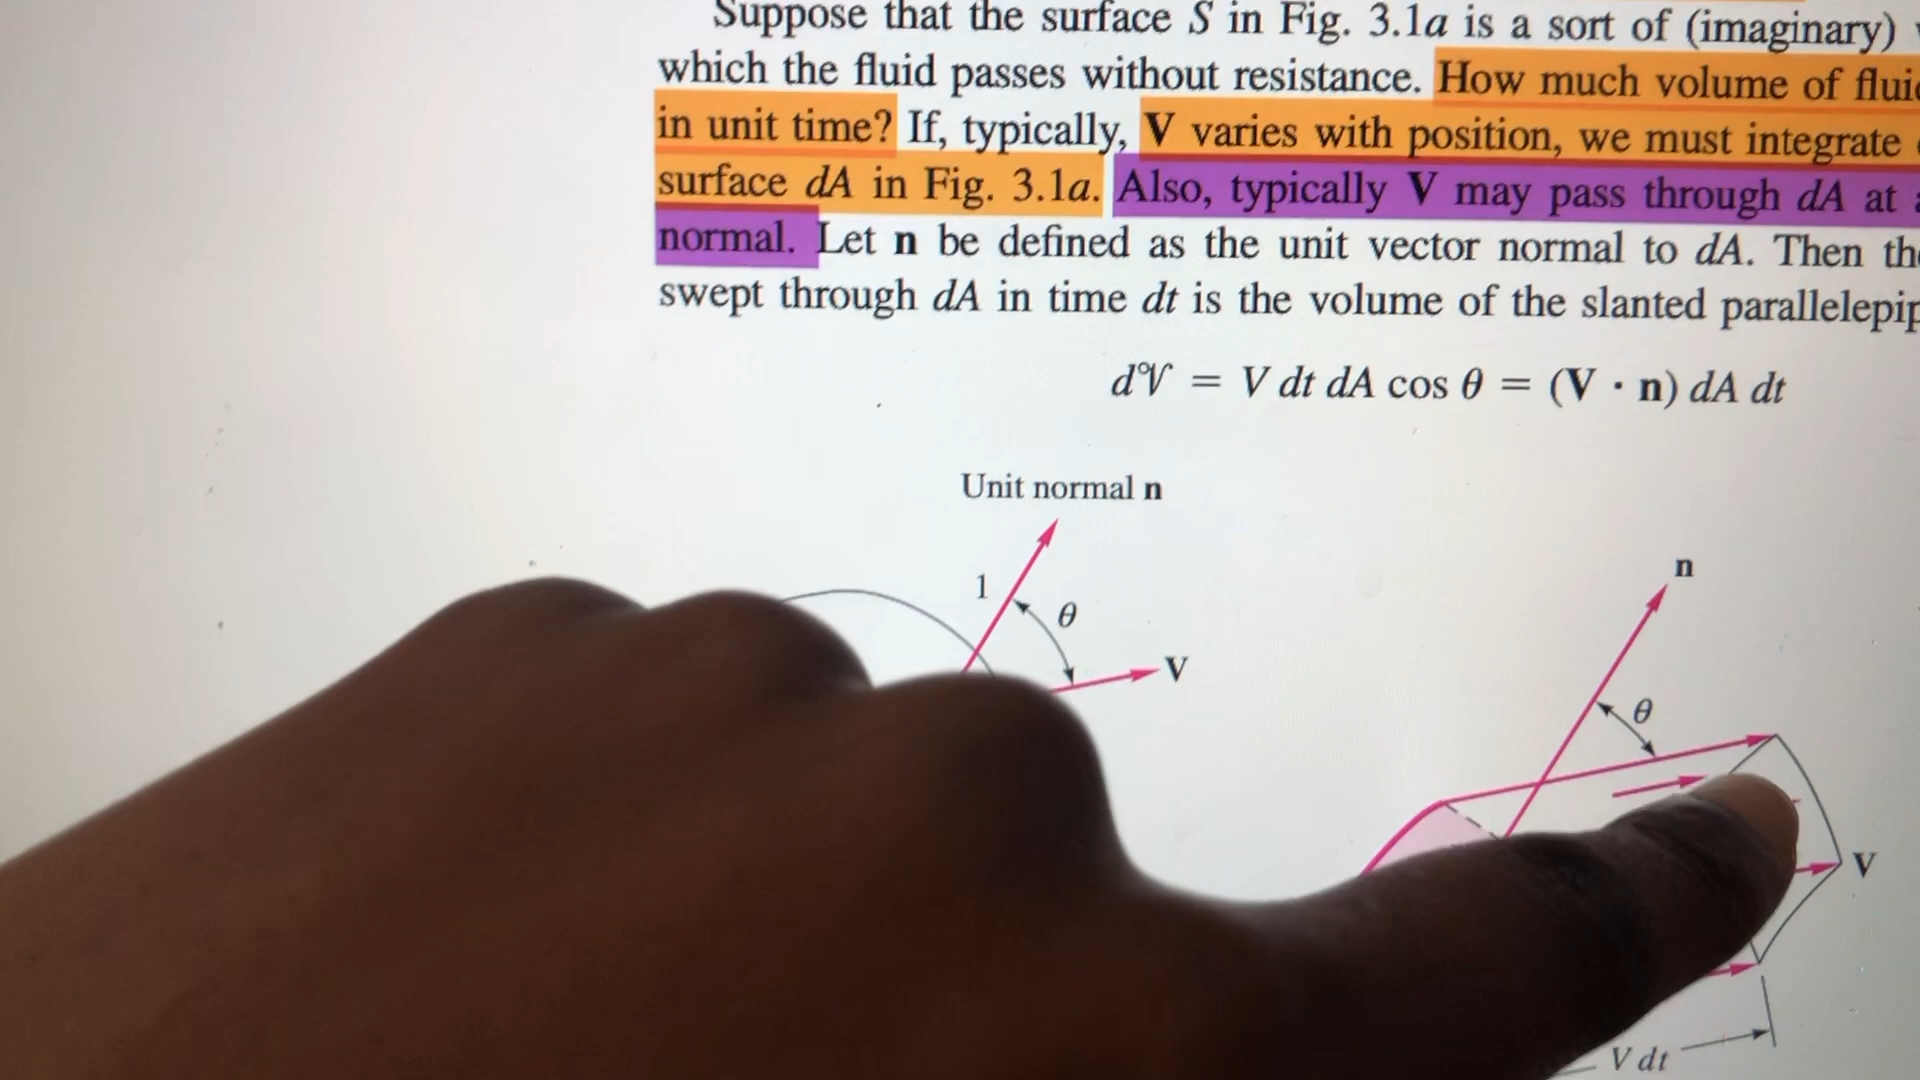 Suppose that the surface S in Fig. 3.1a is a sort of (imaginary)
which the fluid passes without resistance. How much volume of
in unit time? If, typically, V varies with position, we must integrate
surface dA in Fig. 3.1a. Also, typically V may pass through dA at
normal. Let n be defined as the unit vector normal to dA. Then
swept through dA in time dt is the volume of the slanted
d𝒱 = V dt dA cos θ = (V · n) dA dt
Unit normal n
n
1
θ
V
θ
V
V dt